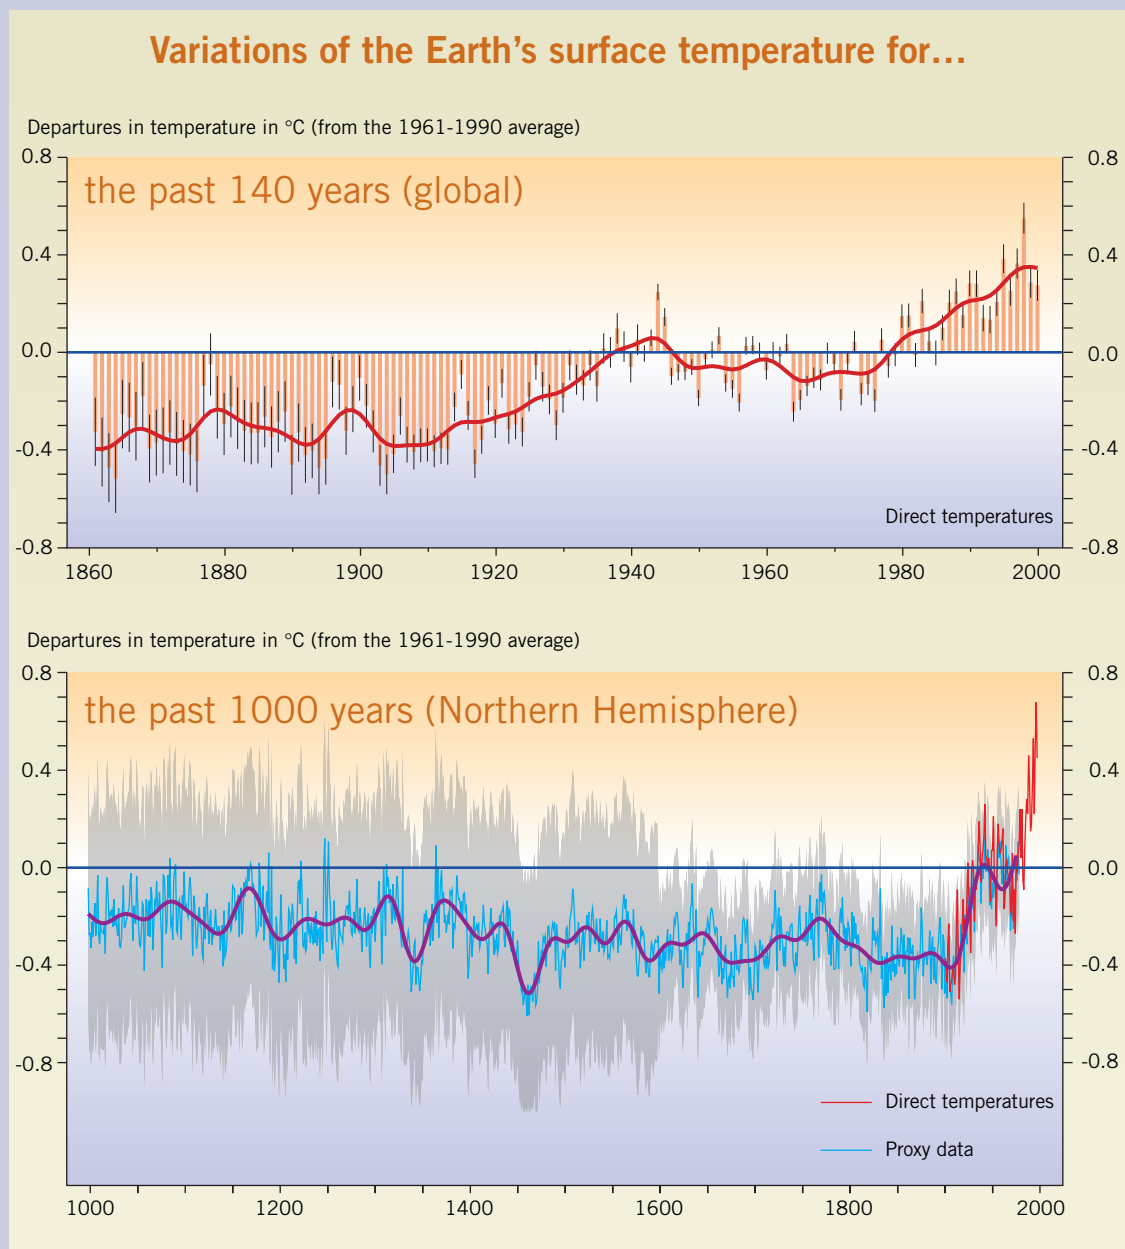 Variations of the Earth's surface temperature for…
Departures in temperature in °C (from the 1961-1990 average)
0.8 0.8
the past 140 years (global)
0.4 0.4
0.0 0.0
-0.4 -0.4
Direct temperatures
-0.8 -0.8
1860 1880 1900 1920 1940 1960 1980 2000
Departures in temperature in °C (from the 1961-1990 average)
0.8 0.8
the past 1000 years (Northern Hemisphere)
0.4 0.4
0.0 0.0
-0.4 -0.4
-0.8 -0.8
Direct temperatures
Proxy data
1000 1200 1400 1600 1800 2000